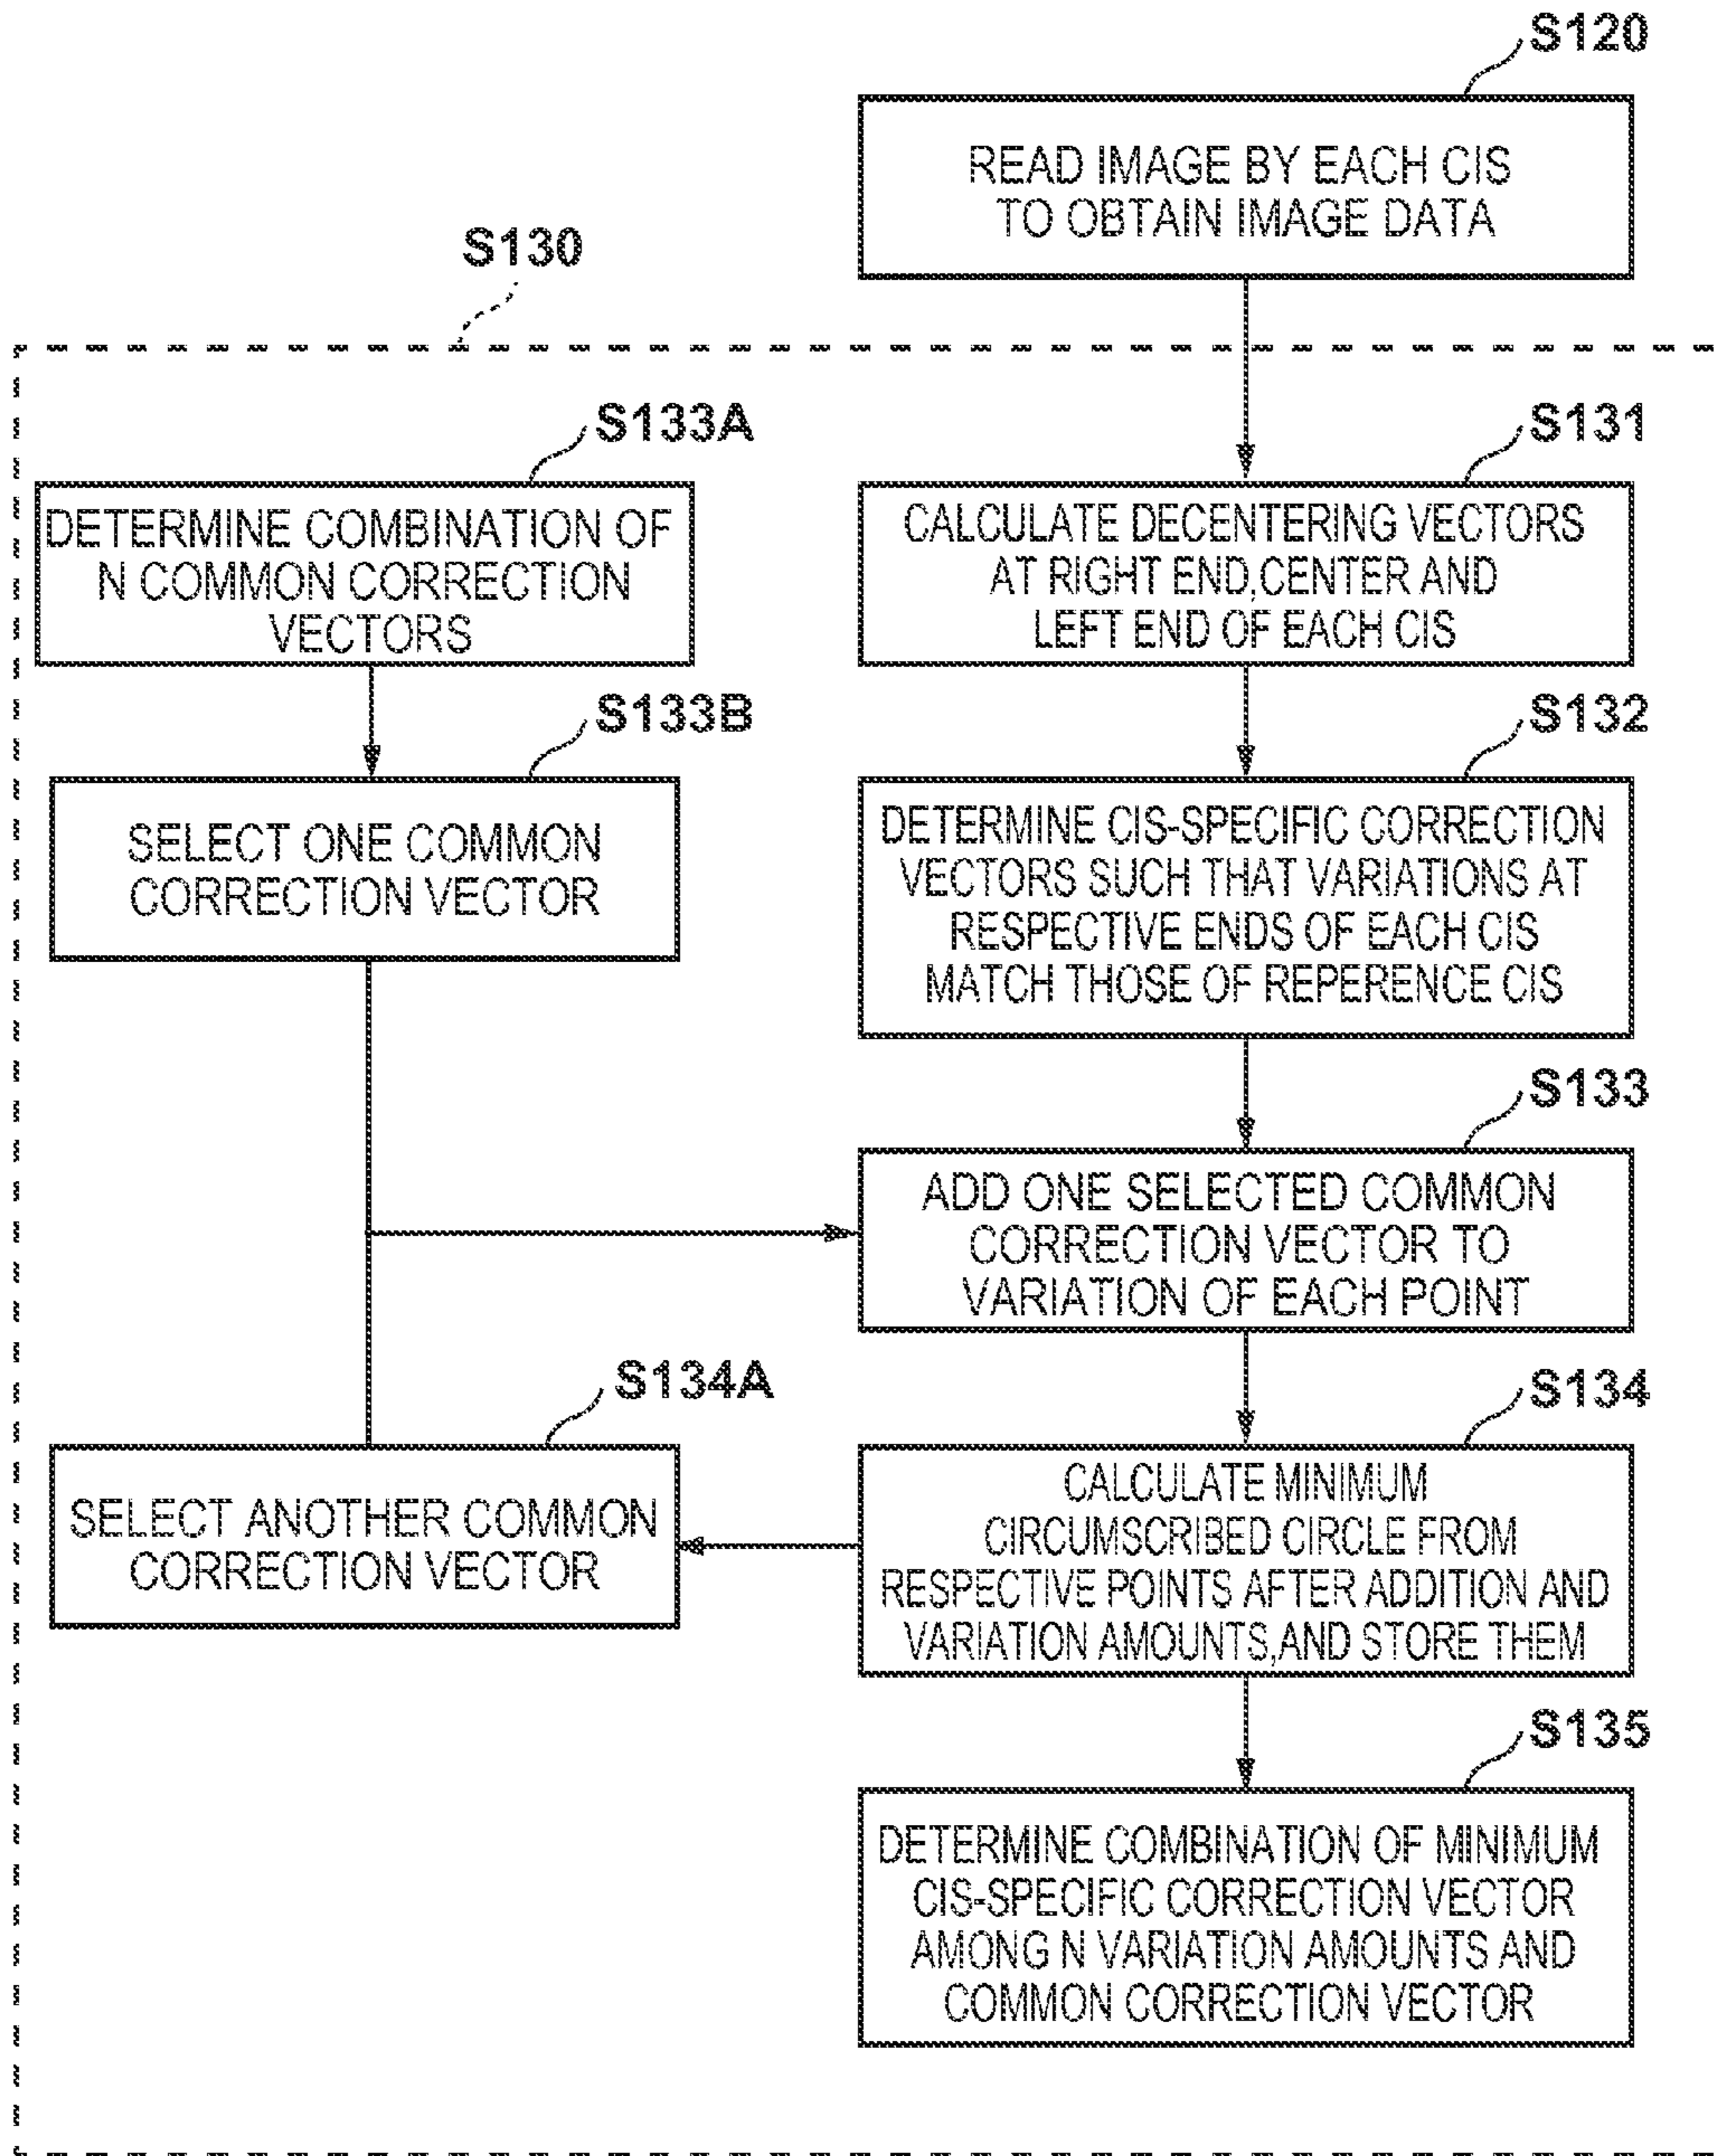 S120
READ IMAGE BY EACH CIS
TO OBTAIN IMAGE DATA
S130
S133A
DETERMINE COMBINATION OF
N COMMON CORRECTION
VECTORS
S131
CALCULATE DECENTERING VECTORS
AT RIGHT END,CENTER AND
LEFT END OF EACH CIS
S133B
SELECT ONE COMMON
CORRECTION VECTOR
S132
DETERMINE CIS-SPECIFIC CORRECTION
VECTORS SUCH THAT VARIATIONS AT
RESPECTIVE ENDS OF EACH CIS
MATCH THOSE OF REPERENCE CIS
S133
ADD ONE SELECTED COMMON
CORRECTION VECTOR TO
VARIATION OF EACH POINT
S134A
SELECT ANOTHER COMMON
CORRECTION VECTOR
S134
CALCULATE MINIMUM
CIRCUMSCRIBED CIRCLE FROM
RESPECTIVE POINTS AFTER ADDITION AND
VARIATION AMOUNTS,AND STORE THEM
S135
DETERMINE COMBINATION OF MINIMUM
CIS-SPECIFIC CORRECTION VECTOR
AMONG N VARIATION AMOUNTS AND
COMMON CORRECTION VECTOR